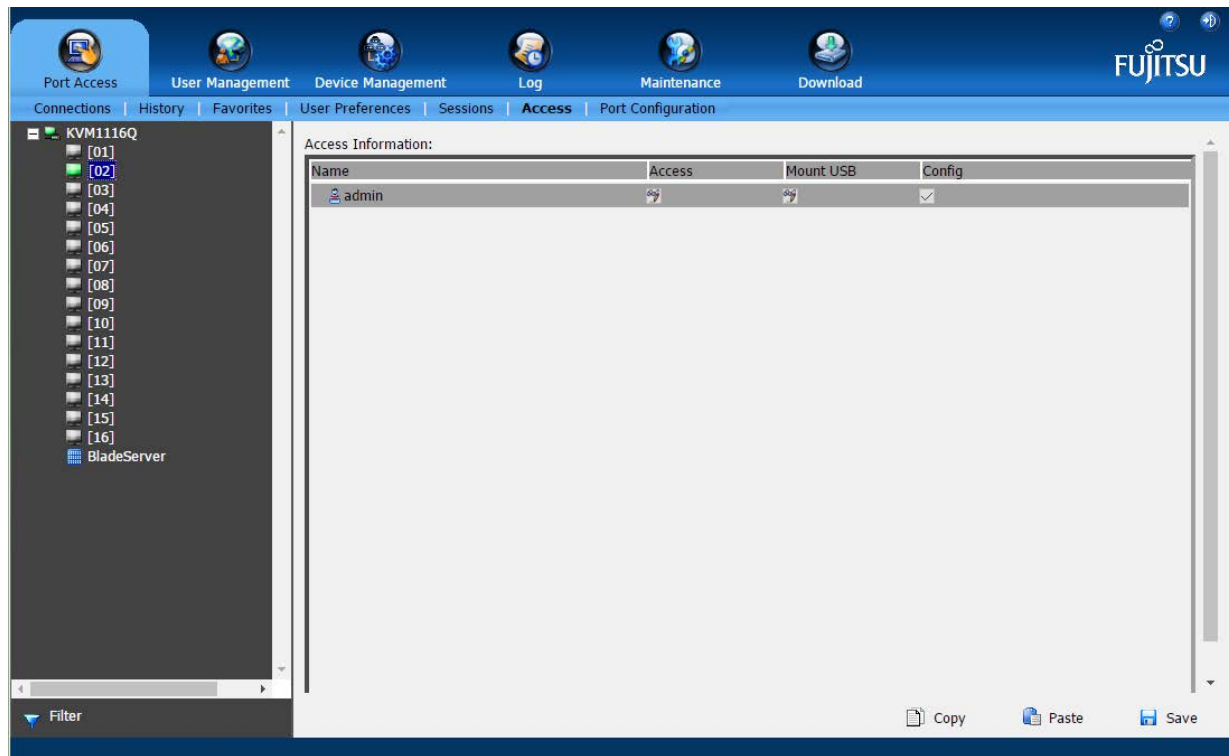 FUJITSU
Port Access User Management Device Management Log Maintenance Download
Connections | History | Favorites | User Preferences | Sessions | Access | Port Configuration
KVM1116Q
[01]
[02]
[03]
[04]
[05]
[06]
[07]
[08]
[09]
[10]
[11]
[12]
[13]
[14]
[15]
[16]
BladeServer
Filter
Access Information:
Name Access Mount USB Config
admin
Copy Paste Save